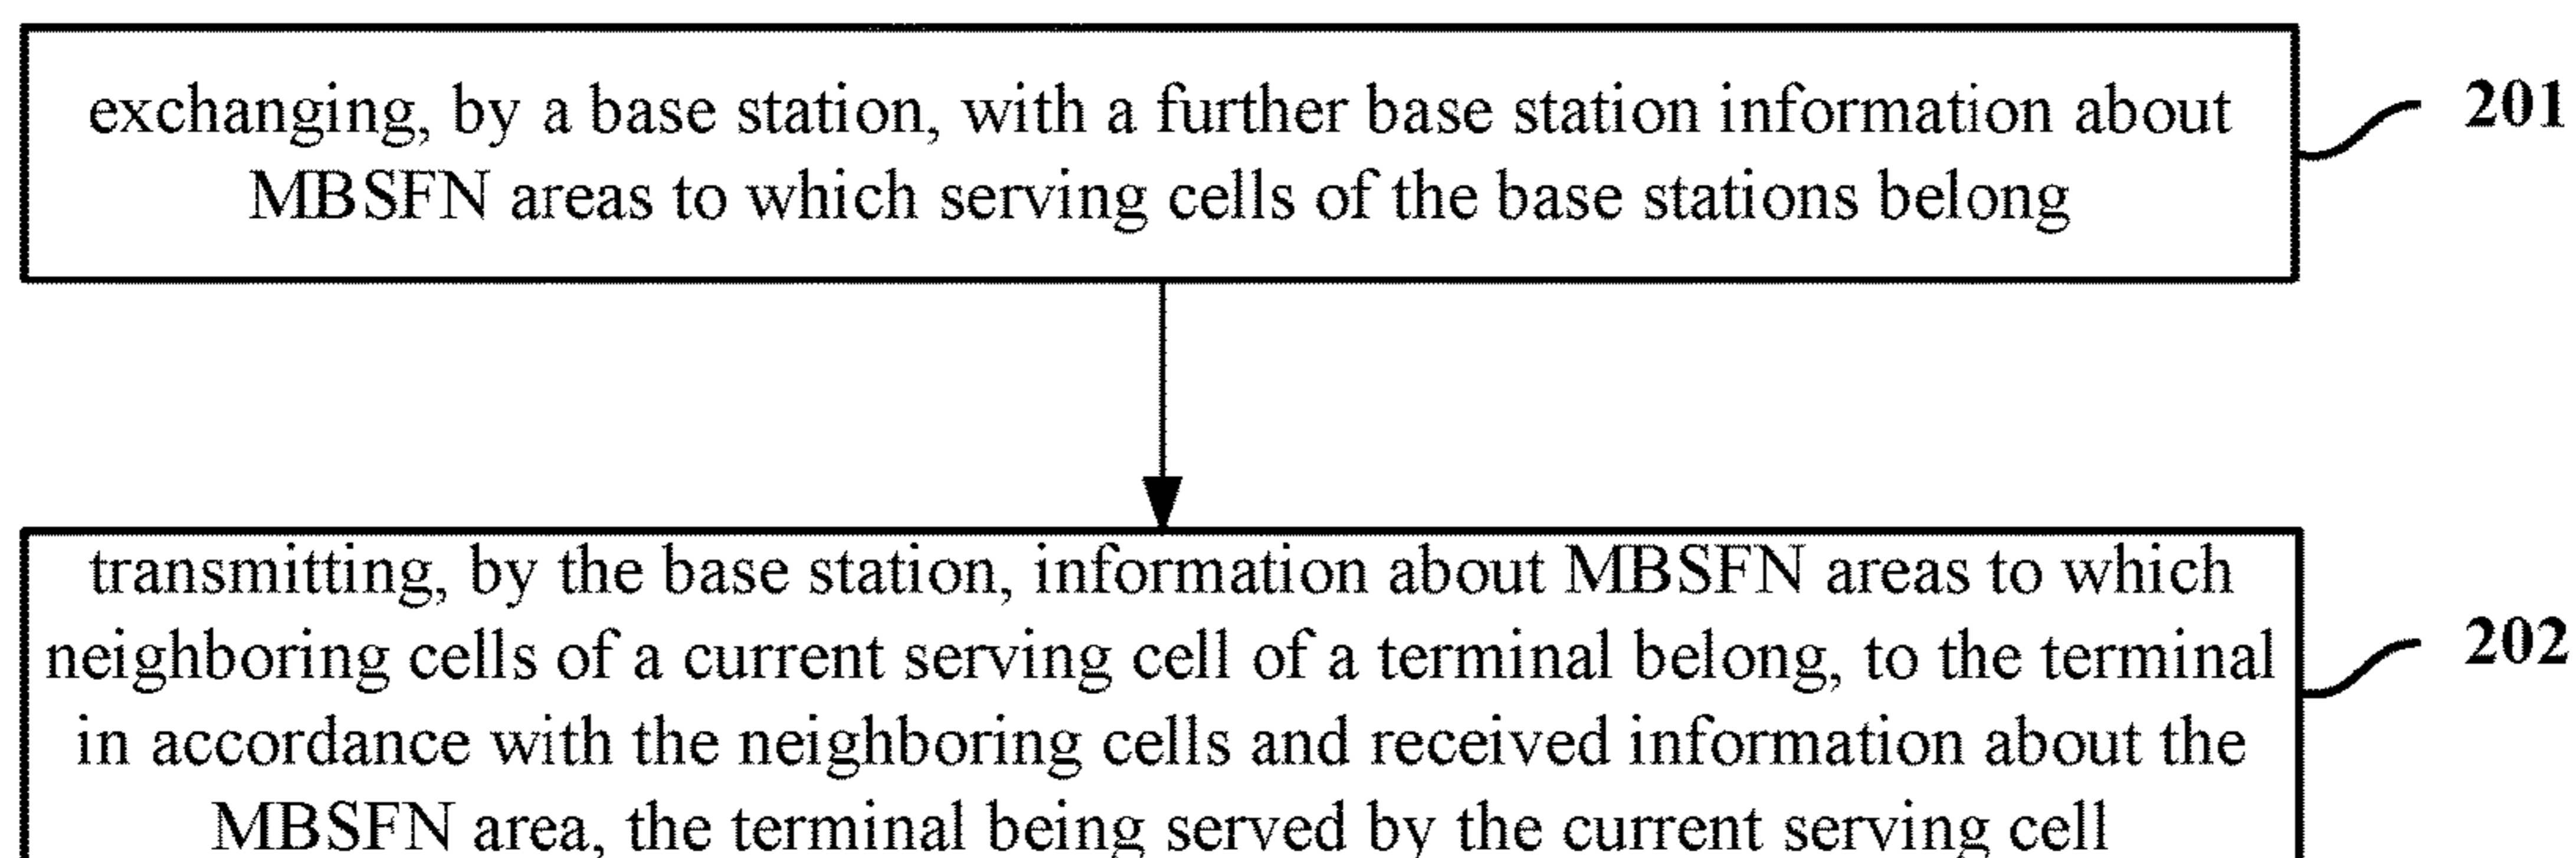 exchanging, by a base station, with a further base station information about
MBSFN areas to which serving cells of the base stations belong
201
transmitting, by the base station, information about MBSFN areas to which
neighboring cells of a current serving cell of a terminal belong, to the terminal
in accordance with the neighboring cells and received information about the
MBSFN area, the terminal being served by the current serving cell
202